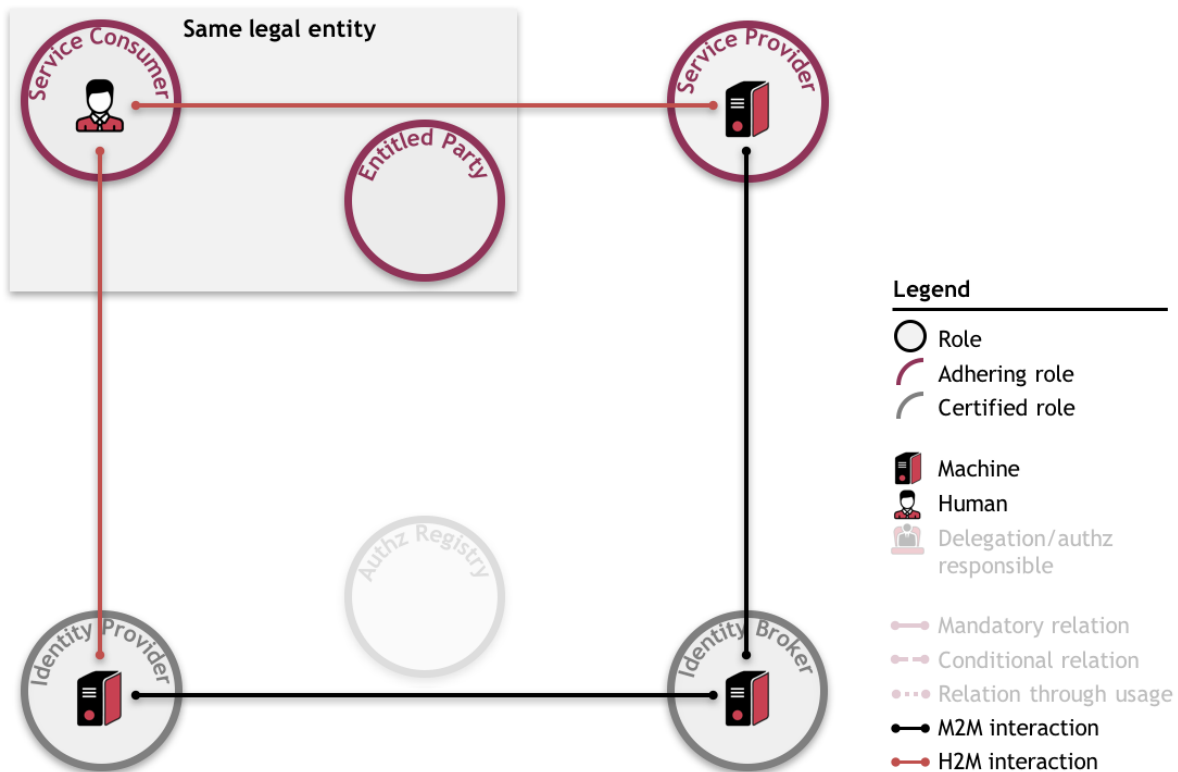 Same legal entity
Service Consumer
Service Provider
Entitled Party
Legend
Role
Adhering role
Certified role
Machine
Human
Delegation/authz
responsible
Authz Registry
Identity Provider
Identity Broker
Mandatory relation
Conditional relation
Relation through usage
M2M interaction
H2M interaction